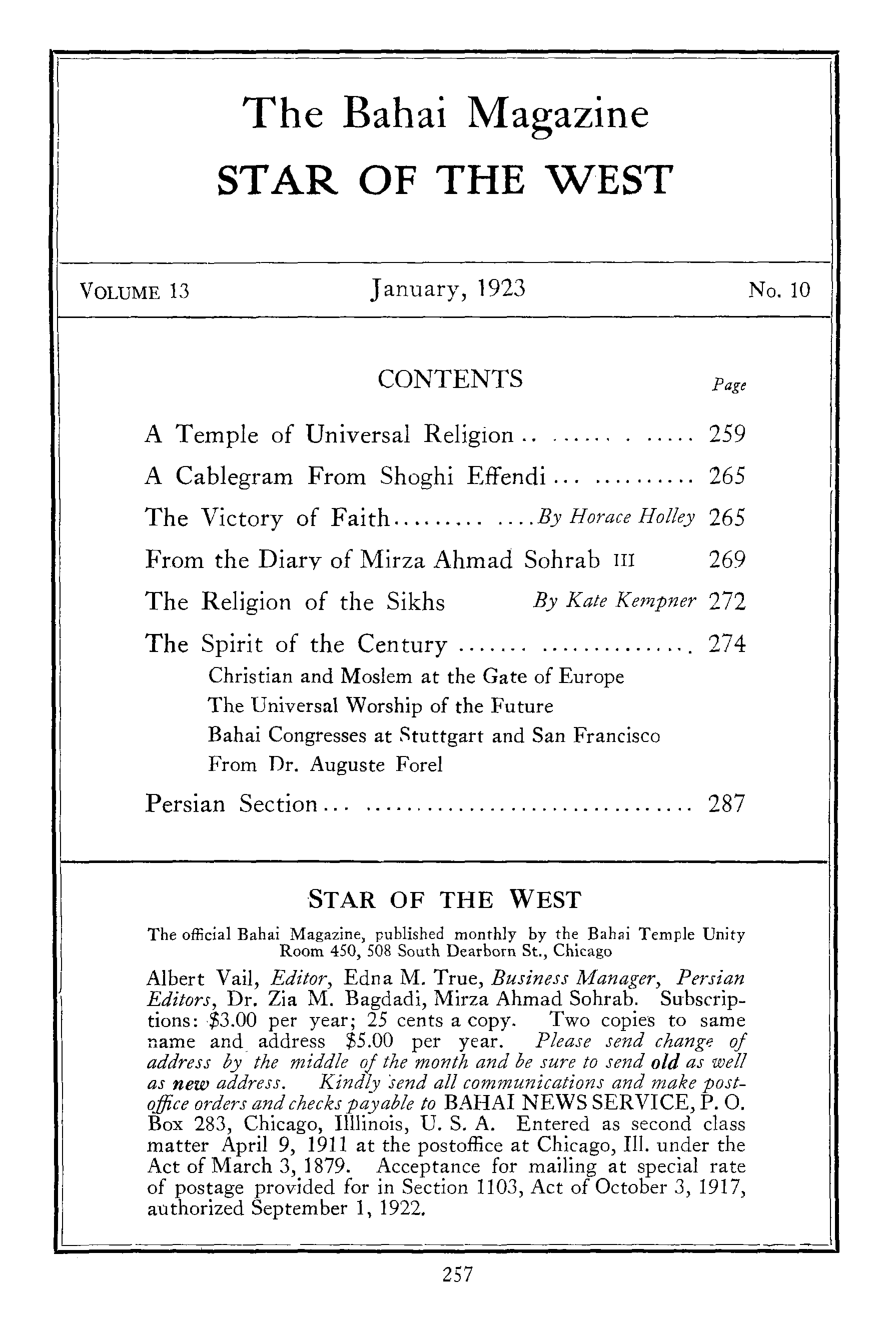 The Bahai Magazine
STAR OF THE WEST
VOLUME 13 January, 1923 No. 10
CONTENTS Page
A Temple of Universal Religion .. ....... . ..... 259
A Cablegram From Shoghi Effendi ... .......... 265
The Victory of Faith......... ....By Horace Holley 265
From the Diary of Mirza Ahmad Sohrab III 269
The Religion of the Sikhs By Kate Kempner 272
The Spirit of the Century ....... ............... 274
Christian and Moslem at the Gate of Europe
The Universal Worship of the Future
Bahai Congresses at Stuttgart and San Francisco
From Dr. Auguste Forel
Persian Section... ................................ 287
STAR OF THE WEST
The official Bahai Magazine, published monthly by the Bahai Temple Unity
Room 450, 508 South Dearborn St., Chicago
Albert Vail, Editor, Edna M. True, Business Manager, Persian
Editors, Dr. Zia M. Bagdadi, Mirza Ahmad Sohrab. Subscrip-
tions: $3.00 per year; 25 cents a copy. Two copies to same
name and address $5.00 per year. Please send change of
address by the middle of the month and be sure to send old as well
as new address. Kindly send all communications and make post-
office orders and checks payable to BAHAI NEWS SERVICE, P. O.
Box 283, Chicago, Illlinois, U. S. A. Entered as second class
matter April 9, 1911 at the postoffice at Chicago, Ill. under the
Act of March 3, 1879. Acceptance for mailing at special rate
of postage provided for in Section 1103, Act of October 3, 1917,
authorized September 1, 1922.
257